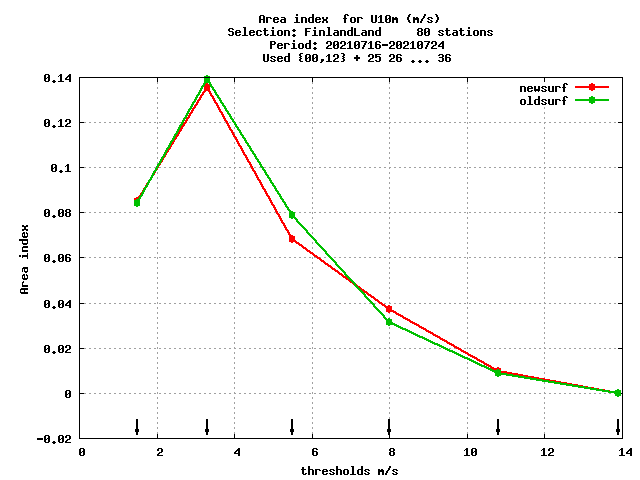 Area index  for U10m (m/s)
Selection: FinlandLand     80 stations
Period: 20210716-20210724
Used {00,12} + 25 26 ... 36
newsurf
oldsurf
0.14
0.12
0.1
0.08
0.06
0.04
0.02
0
-0.02
Area index
0 2 4 6 8 10 12 14
thresholds m/s